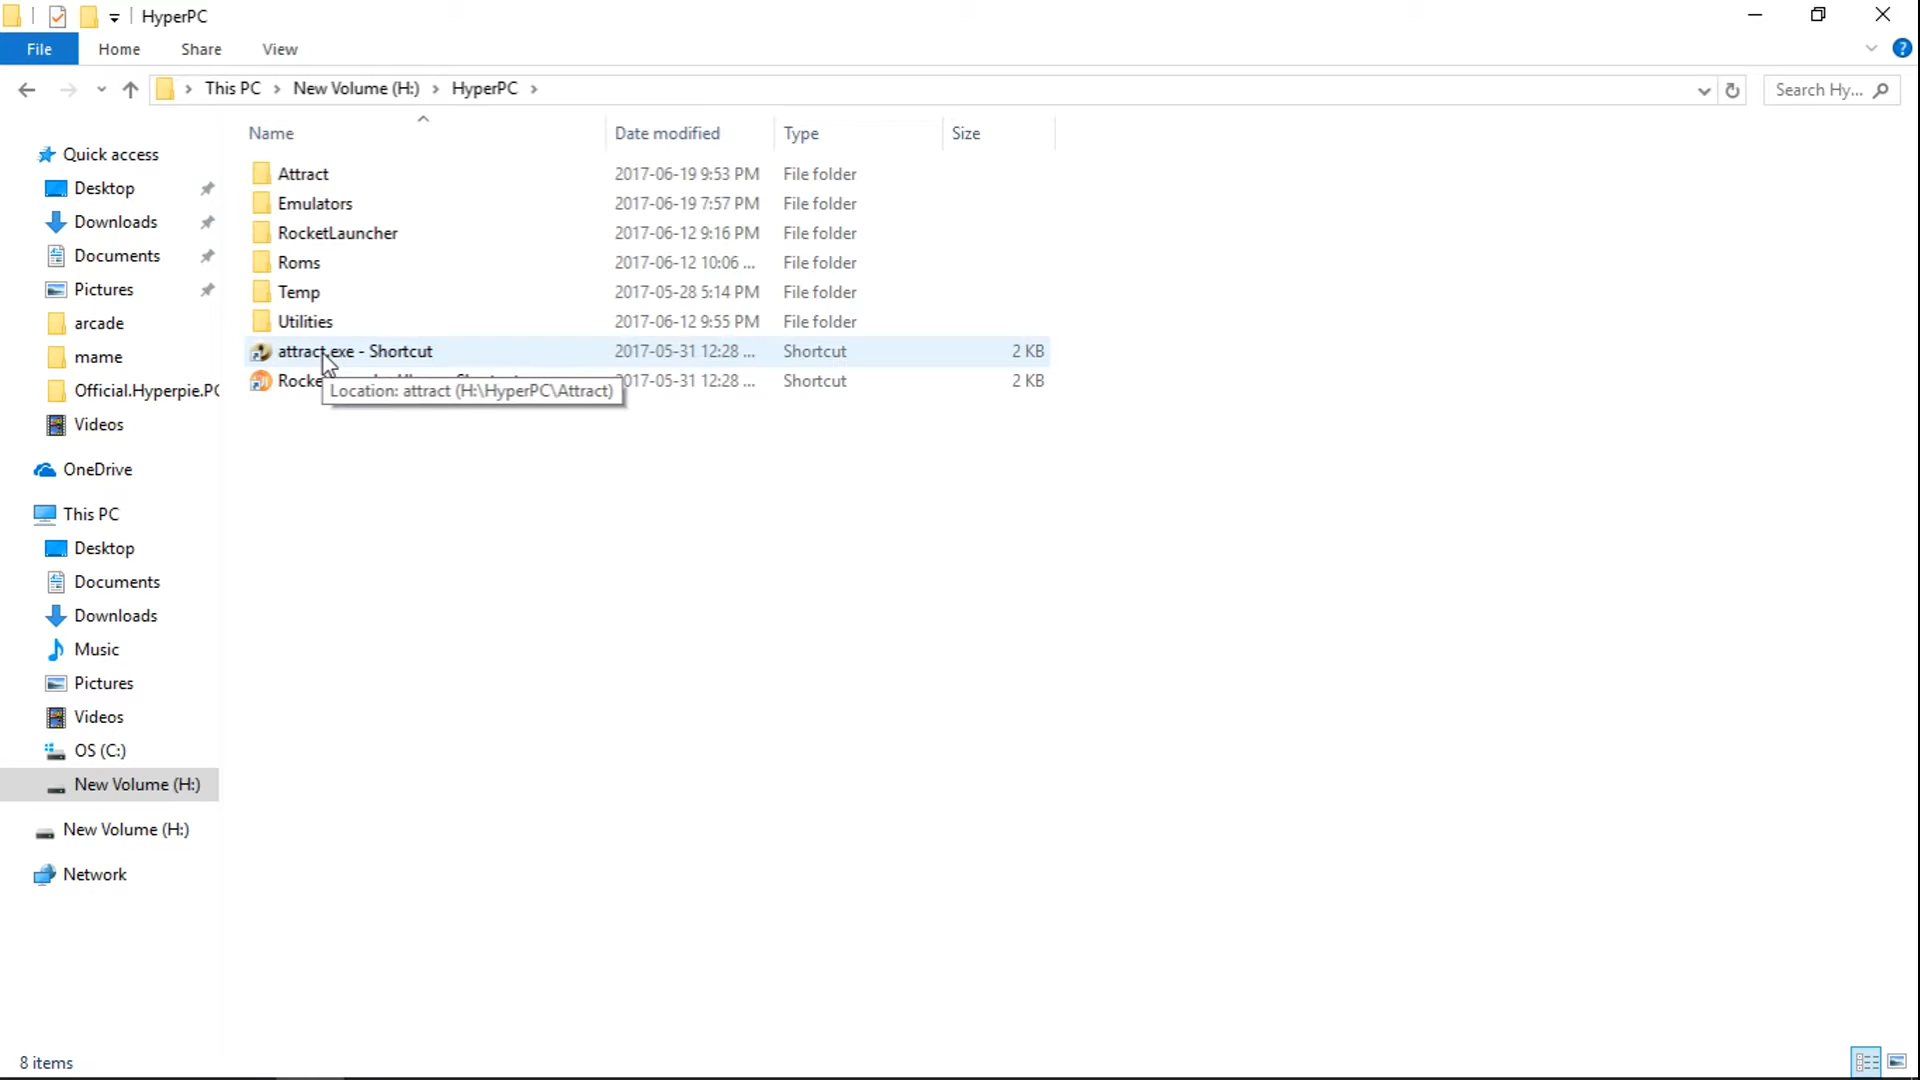 HyperPC
File Home Share View
This PC New Volume (H:) HyperPC
Search Hy...
Name Date modified Type Size
Quick access
Desktop
Downloads
Documents
Pictures
arcade
mame
Official.Hyperpie.PC
Videos
OneDrive
This PC
Desktop
Documents
Downloads
Music
Pictures
Videos
OS (C:)
New Volume (H:)
New Volume (H:)
Network
Attract 2017-06-19 9:53 PM File folder
Emulators 2017-06-19 7:57 PM File folder
RocketLauncher 2017-06-12 9:16 PM File folder
Roms 2017-06-12 10:06 ... File folder
Temp 2017-05-28 5:14 PM File folder
Utilities 2017-06-12 9:55 PM File folder
attract.exe - Shortcut 2017-05-31 12:28 ... Shortcut 2 KB
Rocke 2017-05-31 12:28 ... Shortcut 2 KB
Location: attract (H:\HyperPC\Attract)
8 items